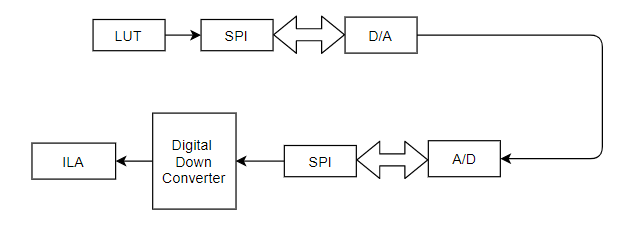 LUT
SPI
D/A
ILA
Digital
Down
Converter
SPI
A/D